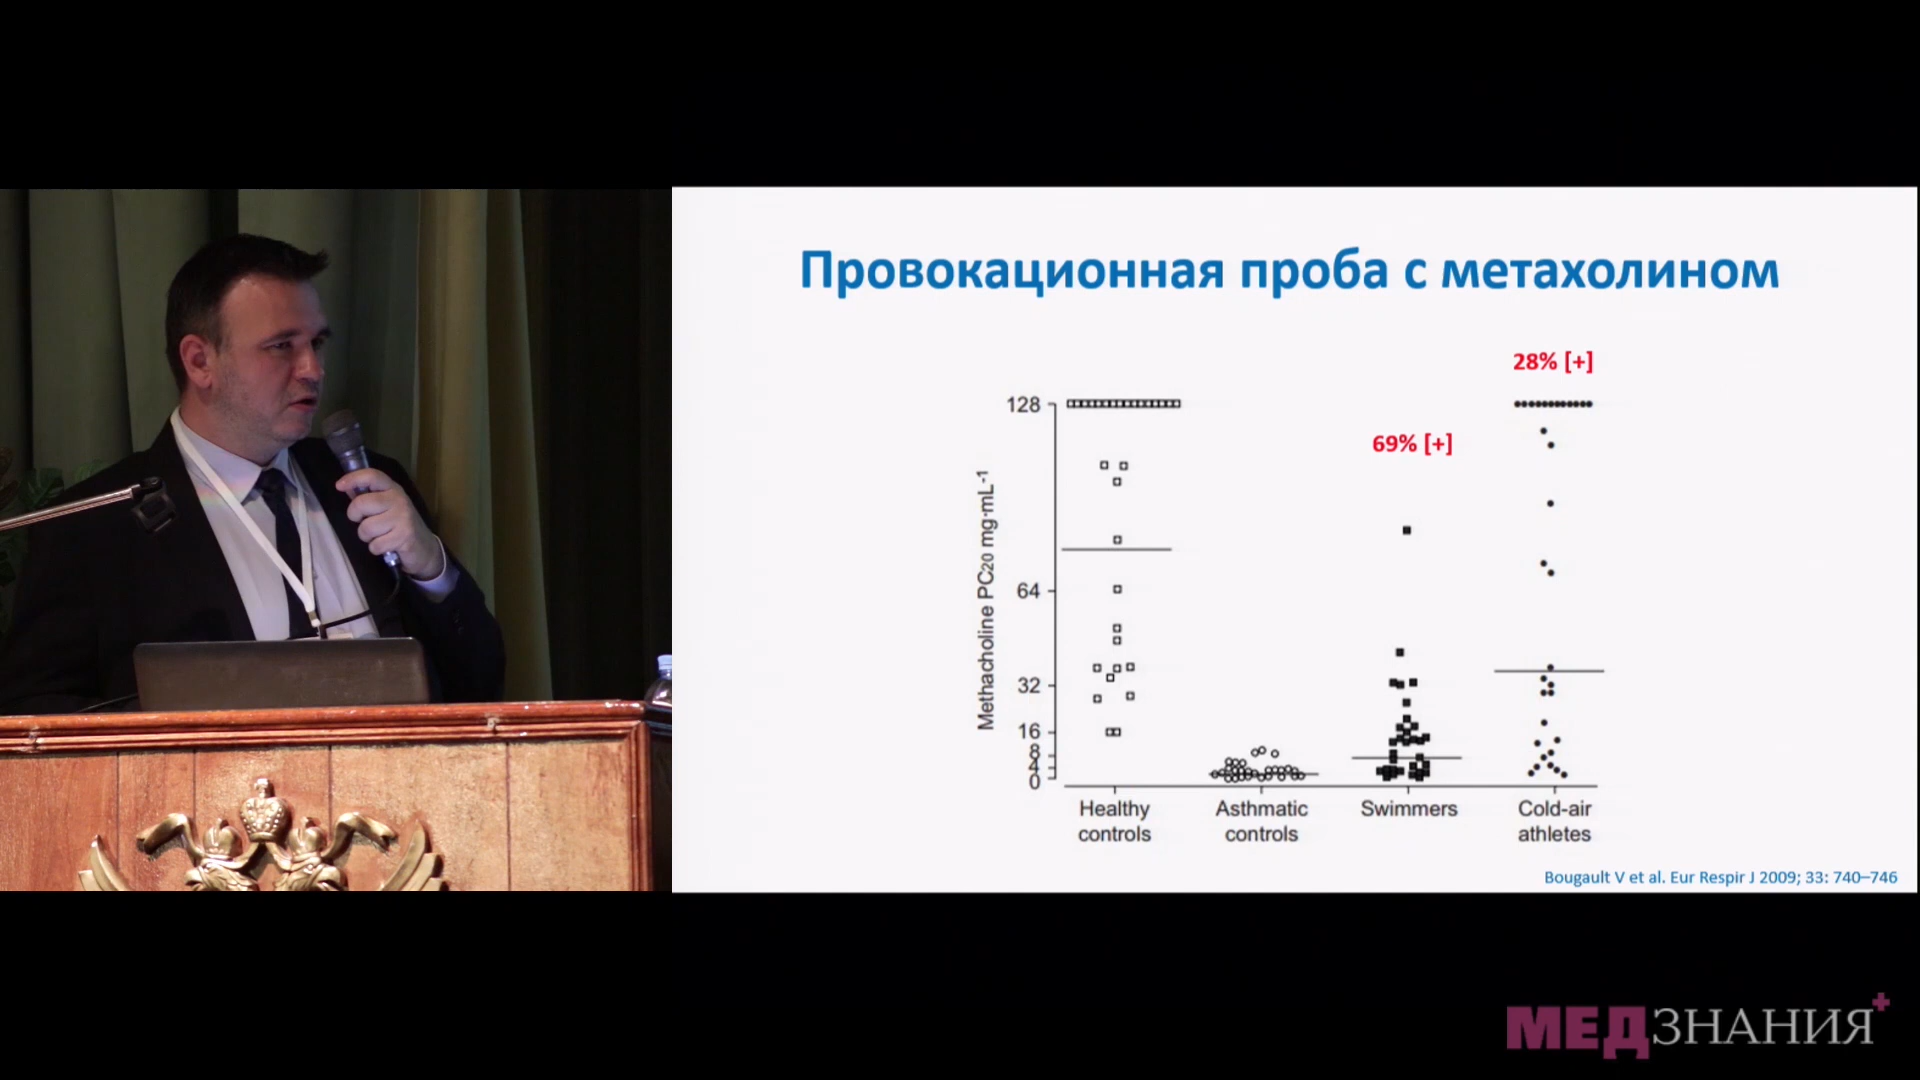 Провокационная проба с метахолином
28% [+]
69% [+]
Methacholine PC20 mg·mL-1
128
64
32
16
8
4
0
Healthy controls
Asthmatic controls
Swimmers
Cold-air athletes
Bougault V et al. Eur Respir J 2009; 33: 740–746
МЕДЗНАНИЯ+